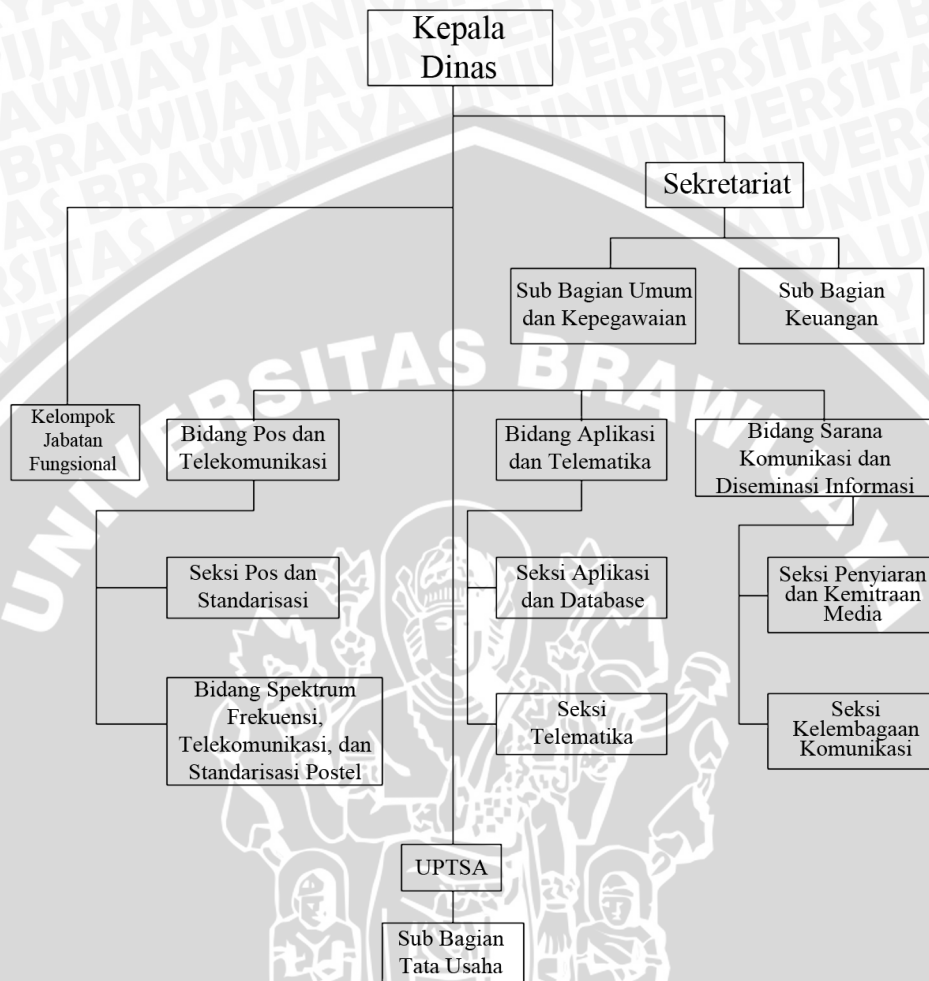 Kepala
Dinas
Sekretariat
Sub Bagian Umum
dan Kepegawaian
Sub Bagian
Keuangan
Kelompok
Jabatan
Fungsional
Bidang Pos dan
Telekomunikasi
Bidang Aplikasi
dan Telematika
Bidang Sarana
Komunikasi dan
Diseminasi Informasi
Seksi Pos dan
Standarisasi
Seksi Aplikasi
dan Database
Seksi Penyiaran
dan Kemitraan
Media
Bidang Spektrum
Frekuensi,
Telekomunikasi, dan
Standarisasi Postel
Seksi
Telematika
Seksi
Kelembagaan
Komunikasi
UPTSA
Sub Bagian
Tata Usaha
UNIVERSITAS BRAWIJAYA